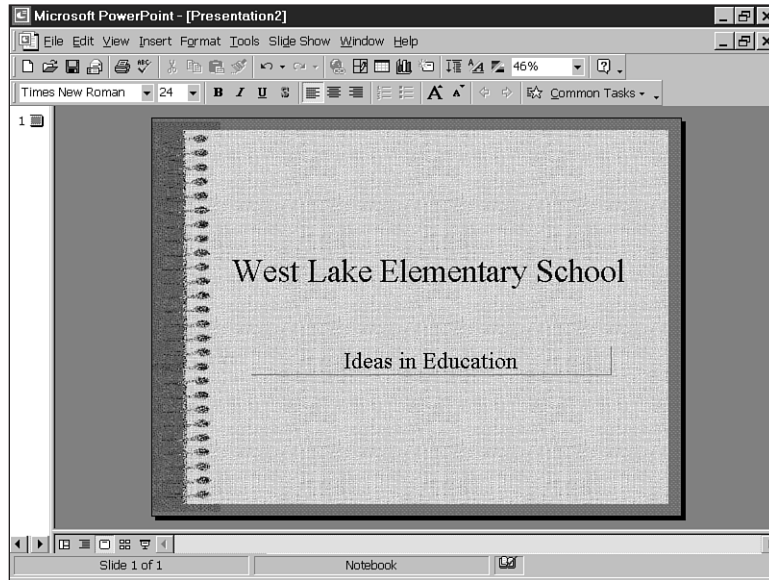 Microsoft PowerPoint - [Presentation2]
File Edit View Insert Format Tools Slide Show Window Help
46%
Times New Roman 24 B I U S A A Common Tasks
1
West Lake Elementary School
Ideas in Education
Slide 1 of 1 Notebook